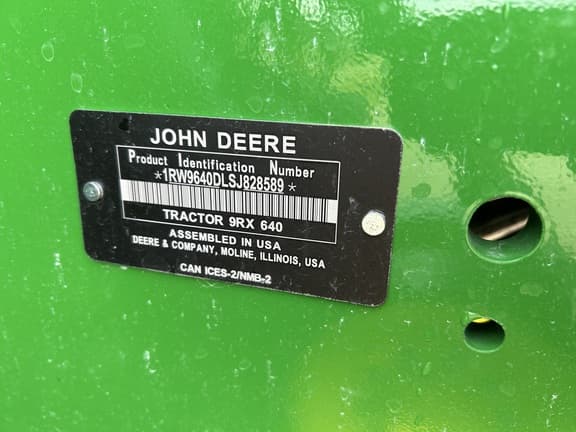 JOHN DEERE
Product Identification Number
*1RW9640DLSJ828589*
TRACTOR 9RX 640
ASSEMBLED IN USA
DEERE & COMPANY, MOLINE, ILLINOIS, USA
CAN ICES-2/NMB-2